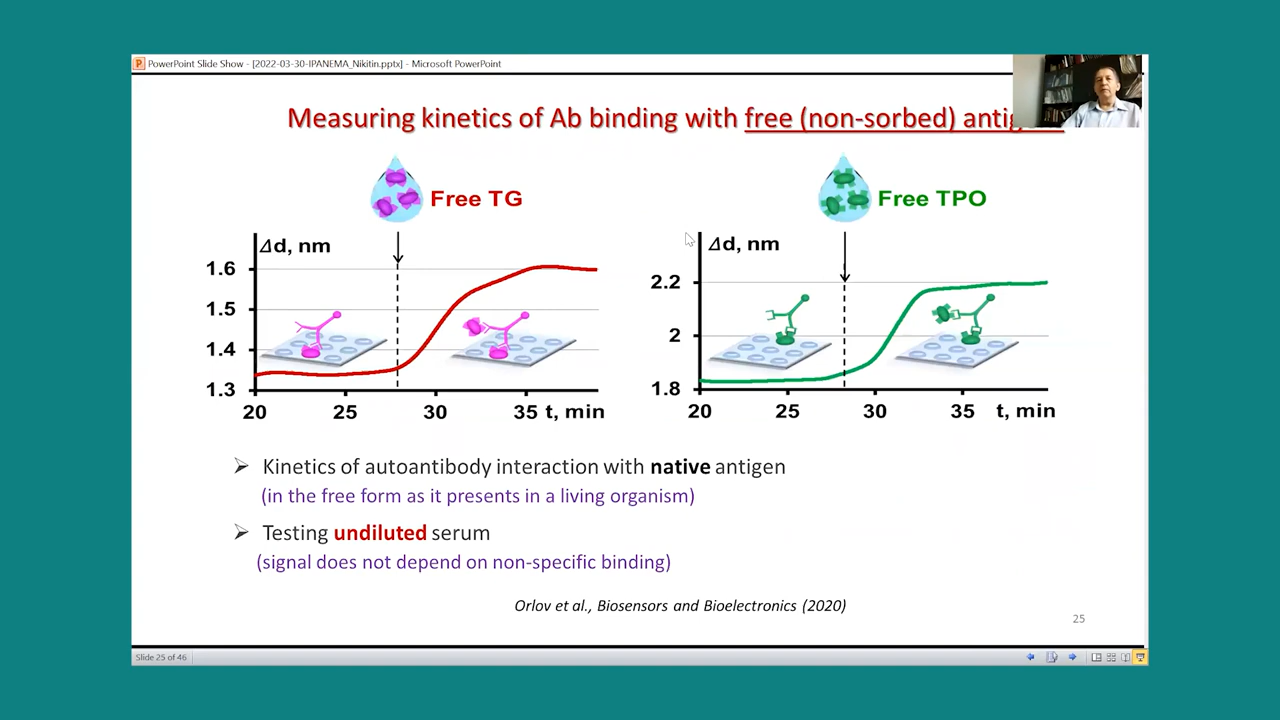 PowerPoint Slide Show - [2022-03-30-IPANEMA_Nikitin.pptx] - Microsoft PowerPoint
Measuring kinetics of Ab binding with free (non-sorbed)
Free TG
Free TPO
Δd, nm
1.6
1.5
1.4
1.3
20 25 30 35 t, min
Δd, nm
2.2
2
1.8
20 25 30 35 t, min
➢ Kinetics of autoantibody interaction with native antigen
(in the free form as it presents in a living organism)
➢ Testing undiluted serum
(signal does not depend on non-specific binding)
Orlov et al., Biosensors and Bioelectronics (2020)
25
Slide 25 of 46